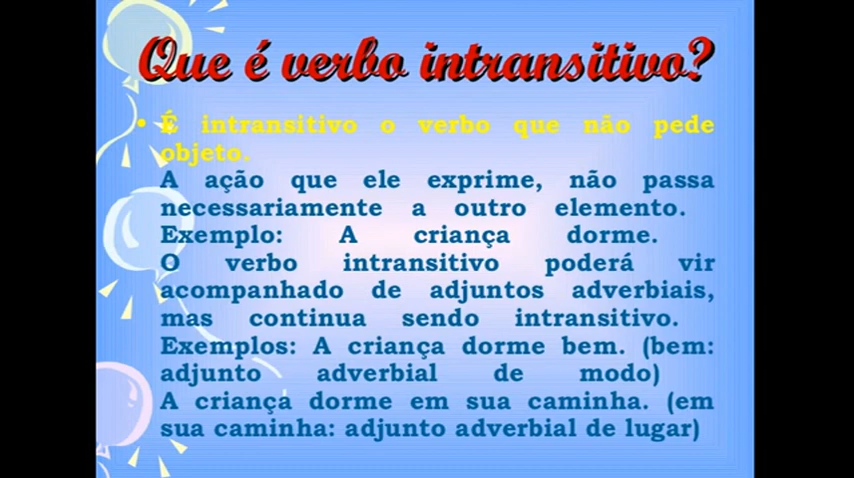 Que é verbo intransitivo?
• É intransitivo o verbo que não pede
objeto.
A ação que ele exprime, não passa
necessariamente a outro elemento.
Exemplo: A criança dorme.
O verbo intransitivo poderá vir
acompanhado de adjuntos adverbiais,
mas continua sendo intransitivo.
Exemplos: A criança dorme bem. (bem:
adjunto adverbial de modo)
A criança dorme em sua caminha. (em
sua caminha: adjunto adverbial de lugar)